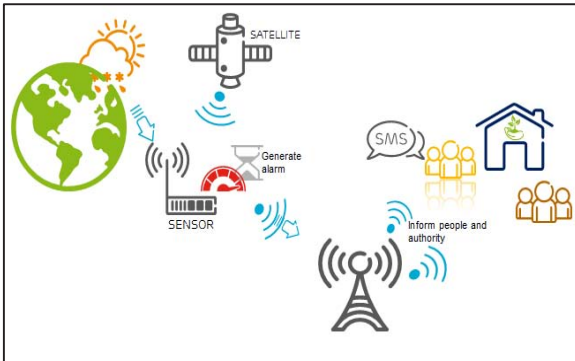 SATELLITE
SMS
Generate
alarm
SENSOR
Inform people and
authority